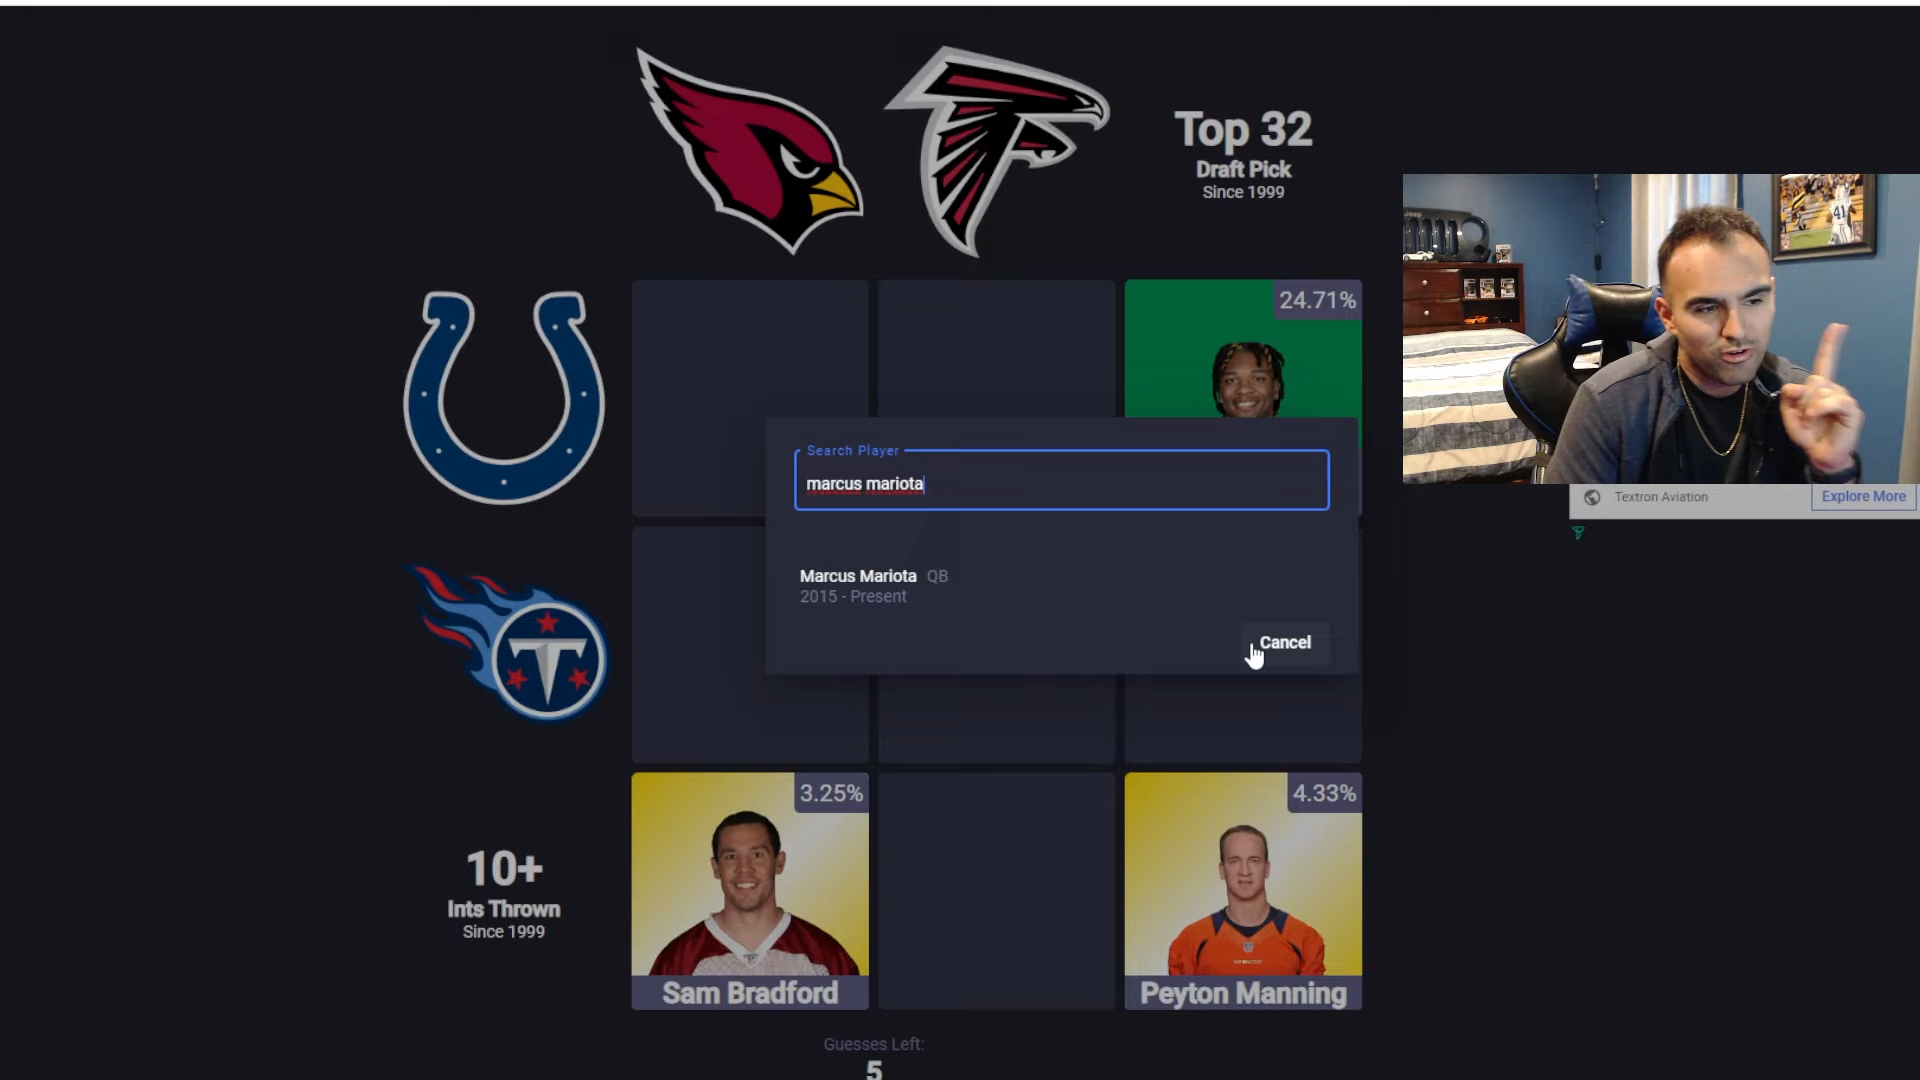 Top 32
Draft Pick
Since 1999
24.71%
41
Search Player
marcus mariota
Textron Aviation
Explore More
Marcus Mariota QB
2015 - Present
Cancel
T
3.25%
4.33%
10+
Ints Thrown
Since 1999
Sam Bradford
Peyton Manning
Guesses Left:
5